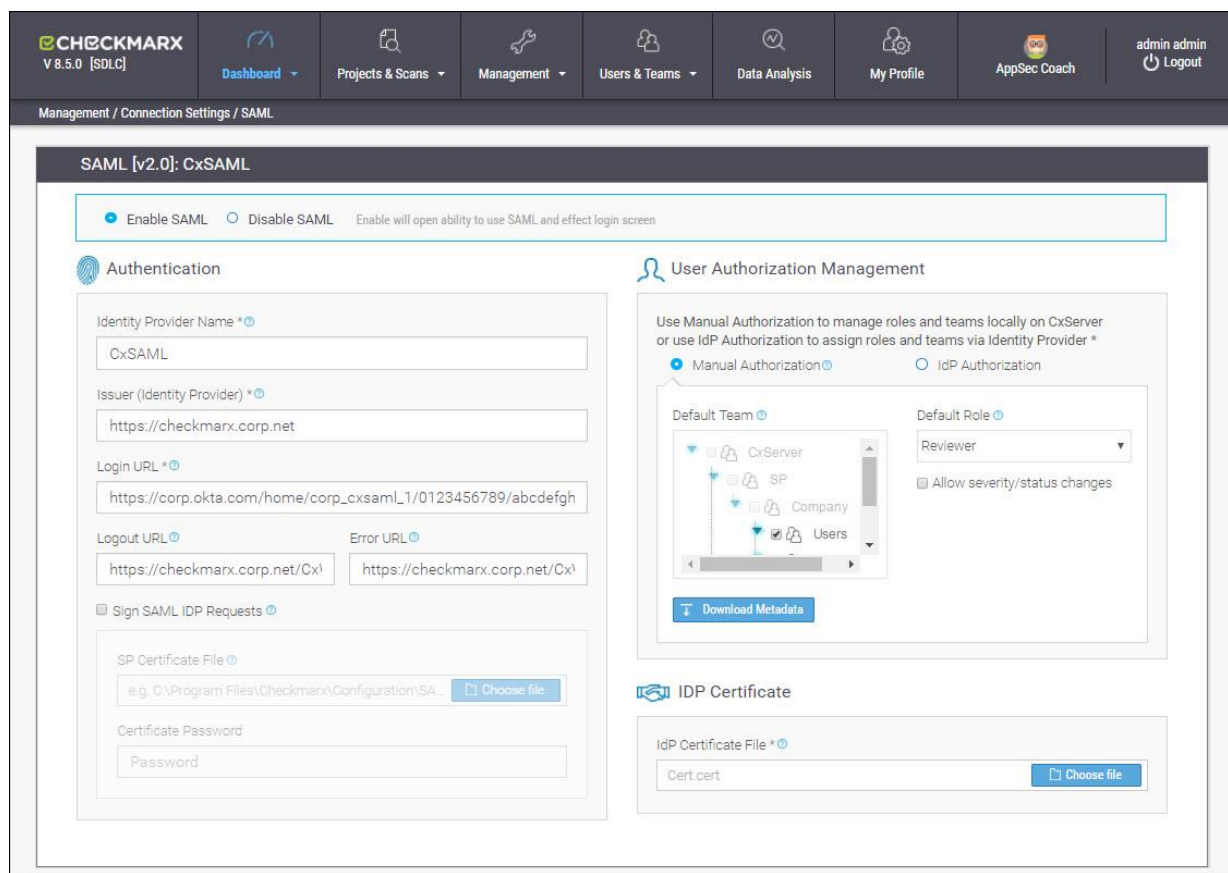 CHECKMARX
V 8.5.0 [SDLC]
Dashboard
Projects & Scans
Management
Users & Teams
Data Analysis
My Profile
AppSec Coach
admin admin
Logout
Management / Connection Settings / SAML
SAML [v2.0]: CxSAML
Enable SAML
Disable SAML
Enable will open ability to use SAML and effect login screen
Authentication
Identity Provider Name *
CxSAML
Issuer (Identity Provider) *
https://checkmarx.corp.net
Login URL *
https://corp.okta.com/home/corp_cxsaml_1/0123456789/abcdefgh
Logout URL
Error URL
https://checkmarx.corp.net/Cx\
https://checkmarx.corp.net/Cx\
Sign SAML IDP Requests
SP Certificate File
e.g. C:\Program Files\Checkmarx\Configuration\SA...
Choose file
Certificate Password
Password
User Authorization Management
Use Manual Authorization to manage roles and teams locally on CxServer
or use IdP Authorization to assign roles and teams via Identity Provider *
Manual Authorization
IdP Authorization
Default Team
CxServer
SP
Company
Users
Default Role
Reviewer
Allow severity/status changes
Download Metadata
IDP Certificate
IdP Certificate File *
Cert.cert
Choose file